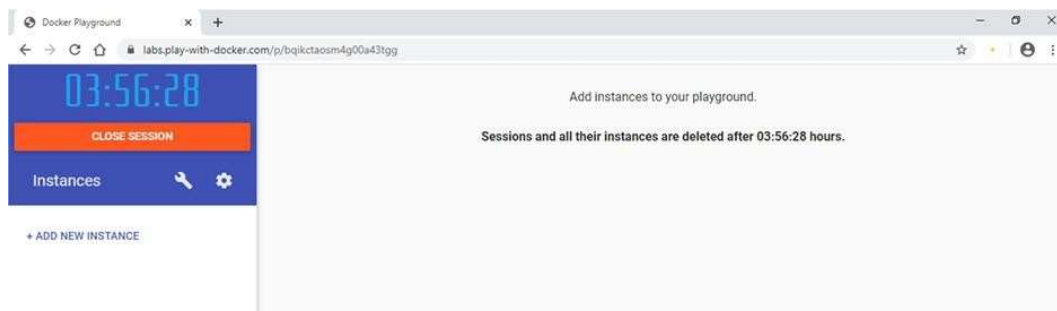 Docker Playground
labs.play-with-docker.com/p/bqikctaosm4g00a43tgg
03:56:28
CLOSE SESSION
Instances
+ ADD NEW INSTANCE
Add instances to your playground.
Sessions and all their instances are deleted after 03:56:28 hours.